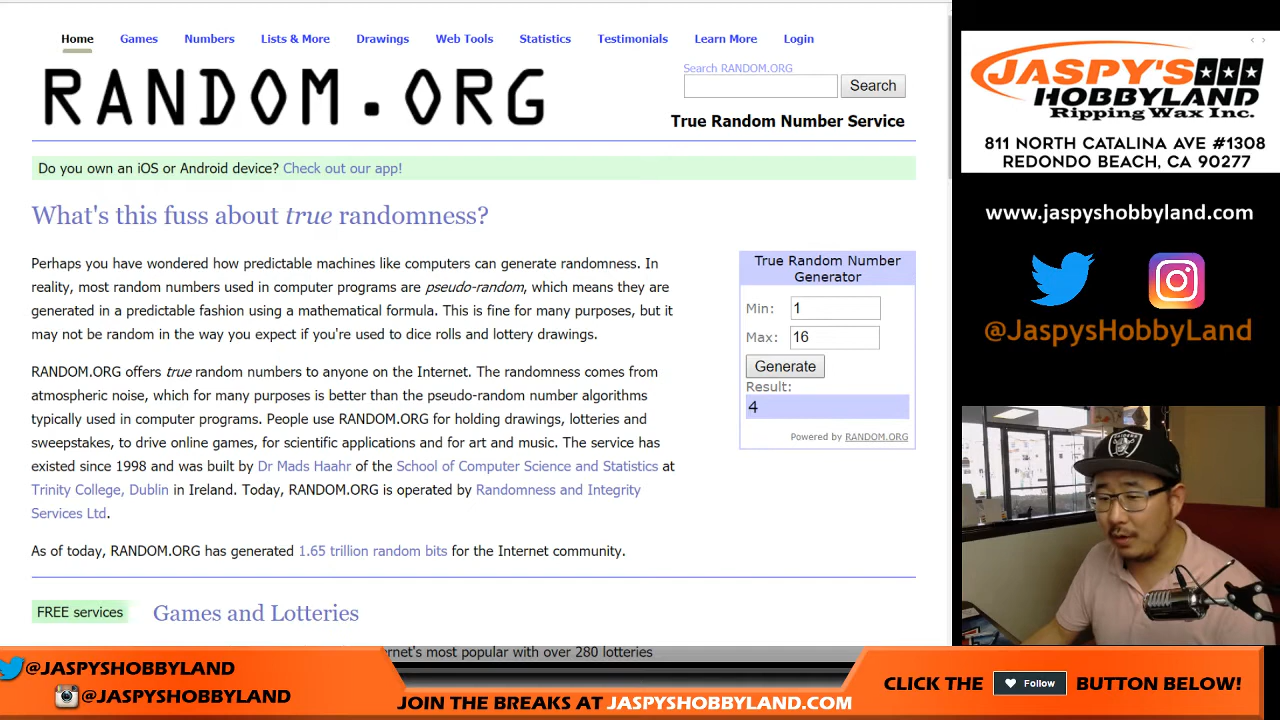 Home Games Numbers Lists & More Drawings Web Tools Statistics Testimonials Learn More Login
RANDOM.ORG
Search RANDOM.ORG
Search
True Random Number Service
Do you own an iOS or Android device? Check out our app!
What's this fuss about true randomness?
Perhaps you have wondered how predictable machines like computers can generate randomness. In
reality, most random numbers used in computer programs are pseudo-random, which means they are
generated in a predictable fashion using a mathematical formula. This is fine for many purposes, but it
may not be random in the way you expect if you're used to dice rolls and lottery drawings.
RANDOM.ORG offers true random numbers to anyone on the Internet. The randomness comes from
atmospheric noise, which for many purposes is better than the pseudo-random number algorithms
typically used in computer programs. People use RANDOM.ORG for holding drawings, lotteries and
sweepstakes, to drive online games, for scientific applications and for art and music. The service has
existed since 1998 and was built by Dr Mads Haahr of the School of Computer Science and Statistics at
Trinity College, Dublin in Ireland. Today, RANDOM.ORG is operated by Randomness and Integrity
Services Ltd.
As of today, RANDOM.ORG has generated 1.65 trillion random bits for the Internet community.
FREE services
Games and Lotteries
most popular with over 280 lotteries
True Random Number
Generator
Min: 1
Max: 16
Generate
Result:
4
Powered by RANDOM.ORG
JASPY'S
HOBBYLAND
Ripping Wax Inc.
811 NORTH CATALINA AVE #1308
REDONDO BEACH, CA 90277
www.jaspyshobbyland.com
@JaspysHobbyLand
@JASPYSHOBBYLAND
@JASPYSHOBBYLAND
JOIN THE BREAKS AT JASPYSHOBBYLAND.COM
CLICK THE Follow BUTTON BELOW!